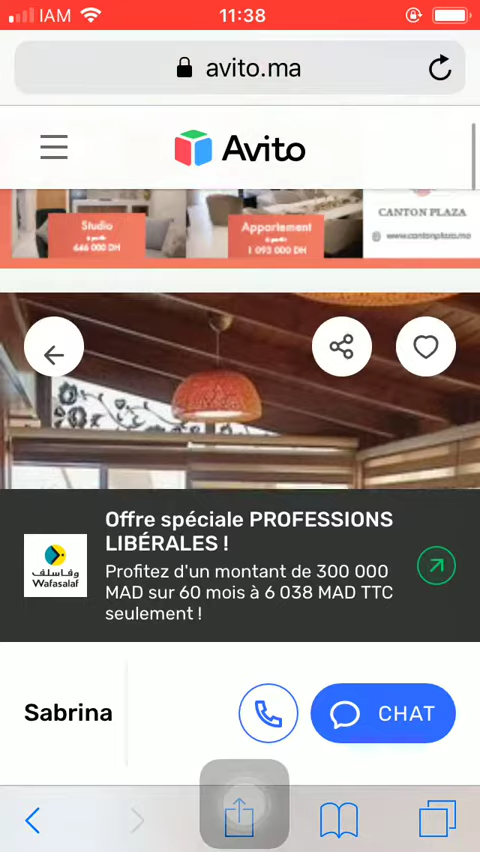 IAM
11:38
avito.ma
Avito
Studio
à partir
446 000 DH
Appartement
à partir
1 093 000 DH
CANTON PLAZA
www.cantonplaza.ma
Offre spéciale PROFESSIONS
LIBÉRALES !
Profitez d'un montant de 300 000
MAD sur 60 mois à 6 038 MAD TTC
seulement !
وفاسلف
Wafasalaf
Sabrina
CHAT